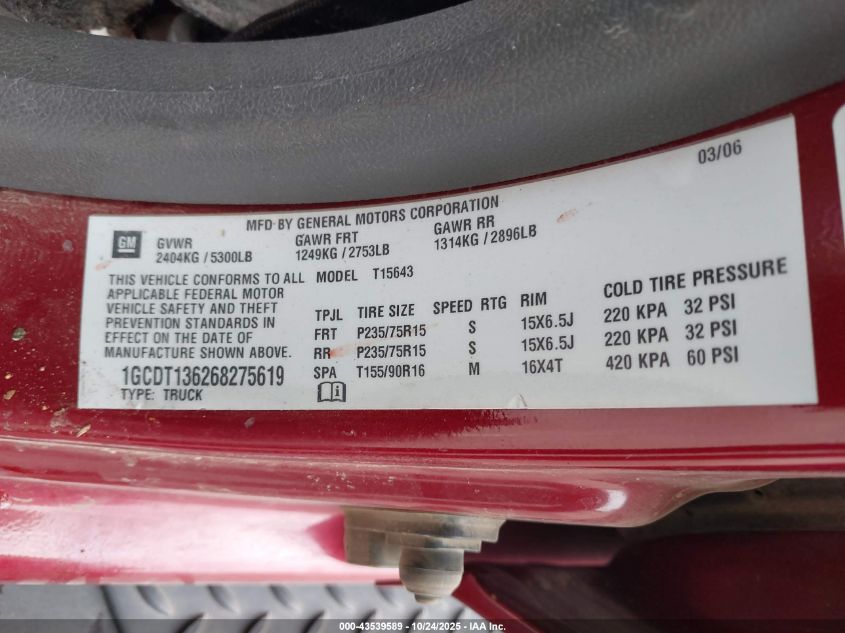 03/06
MFD BY GENERAL MOTORS CORPORATION
GM
GVWR GAWR FRT GAWR RR
2404KG / 5300LB 1249KG / 2753LB 1314KG / 2896LB
THIS VEHICLE CONFORMS TO ALL MODEL T15643
APPLICABLE FEDERAL MOTOR
VEHICLE SAFETY AND THEFT
PREVENTION STANDARDS IN
EFFECT ON THE DATE OF
MANUFACTURE SHOWN ABOVE.
1GCDT136268275619
TYPE: TRUCK
TPJL TIRE SIZE SPEED RTG RIM COLD TIRE PRESSURE
FRT P235/75R15 S 15X6.5J 220 KPA 32 PSI
RR P235/75R15 S 15X6.5J 220 KPA 32 PSI
SPA T155/90R16 M 16X4T 420 KPA 60 PSI
000-43539589 - 10/24/2025 - IAA Inc.